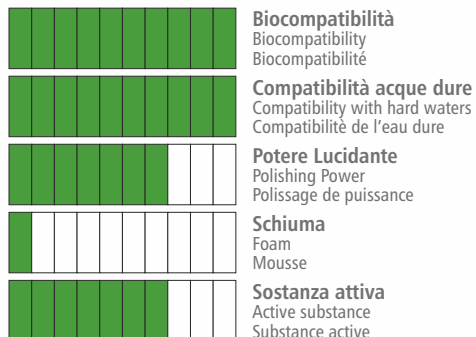 Biocompatibilità
Biocompatibility
Biocompatibilité
Compatibilità acque dure
Compatibility with hard waters
Compatibilitè de l'eau dure
Potere Lucidante
Polishing Power
Polissage de puissance
Schiuma
Foam
Mousse
Sostanza attiva
Active substance
Substance active